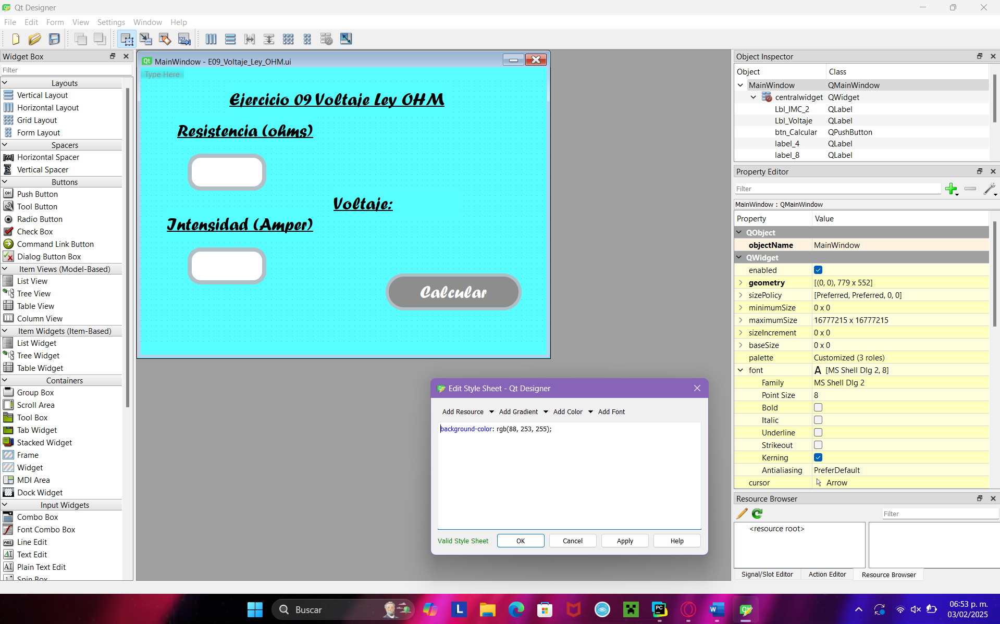 Qt Designer
File Edit Form View Settings Window Help
Widget Box
Filter
Layouts
Vertical Layout
Horizontal Layout
Grid Layout
Form Layout
Spacers
Horizontal Spacer
Vertical Spacer
Buttons
Push Button
Tool Button
Radio Button
Check Box
Command Link Button
Dialog Button Box
Item Views (Model-Based)
List View
Tree View
Table View
Column View
Item Widgets (Item-Based)
List Widget
Tree Widget
Table Widget
Containers
Group Box
Scroll Area
Tool Box
Tab Widget
Stacked Widget
Frame
Widget
MDI Area
Dock Widget
Input Widgets
Combo Box
Font Combo Box
Line Edit
Text Edit
Plain Text Edit
Spin Box
MainWindow - E09_Voltaje_Ley_OHM.ui
Type Here
Ejercicio 09 Voltaje Ley OHM
Resistencia (ohms)
Voltaje:
Intensidad (Amper)
Calcular
Edit Style Sheet - Qt Designer
Add Resource Add Gradient Add Color Add Font
background-color: rgb(88, 253, 255);
Valid Style Sheet OK Cancel Apply Help
Object Inspector
Object Class
MainWindow QMainWindow
centralwidget QWidget
Lbl_IMC_2 QLabel
Lbl_Voltaje QLabel
btn_Calcular QPushButton
label_4 QLabel
label_8 QLabel
Property Editor
Filter
MainWindow : QMainWindow
Property Value
QObject
objectName MainWindow
QWidget
enabled
geometry [(0, 0), 779 x 552]
sizePolicy [Preferred, Preferred, 0, 0]
minimumSize 0 x 0
maximumSize 16777215 x 16777215
sizeIncrement 0 x 0
baseSize 0 x 0
palette Customized (3 roles)
font A [MS Shell Dlg 2, 8]
Family MS Shell Dlg 2
Point Size 8
Bold
Italic
Underline
Strikeout
Kerning
Antialiasing PreferDefault
cursor Arrow
Resource Browser
Filter
<resource root>
Signal/Slot Editor Action Editor Resource Browser
Buscar
06:53 p. m.
03/02/2025